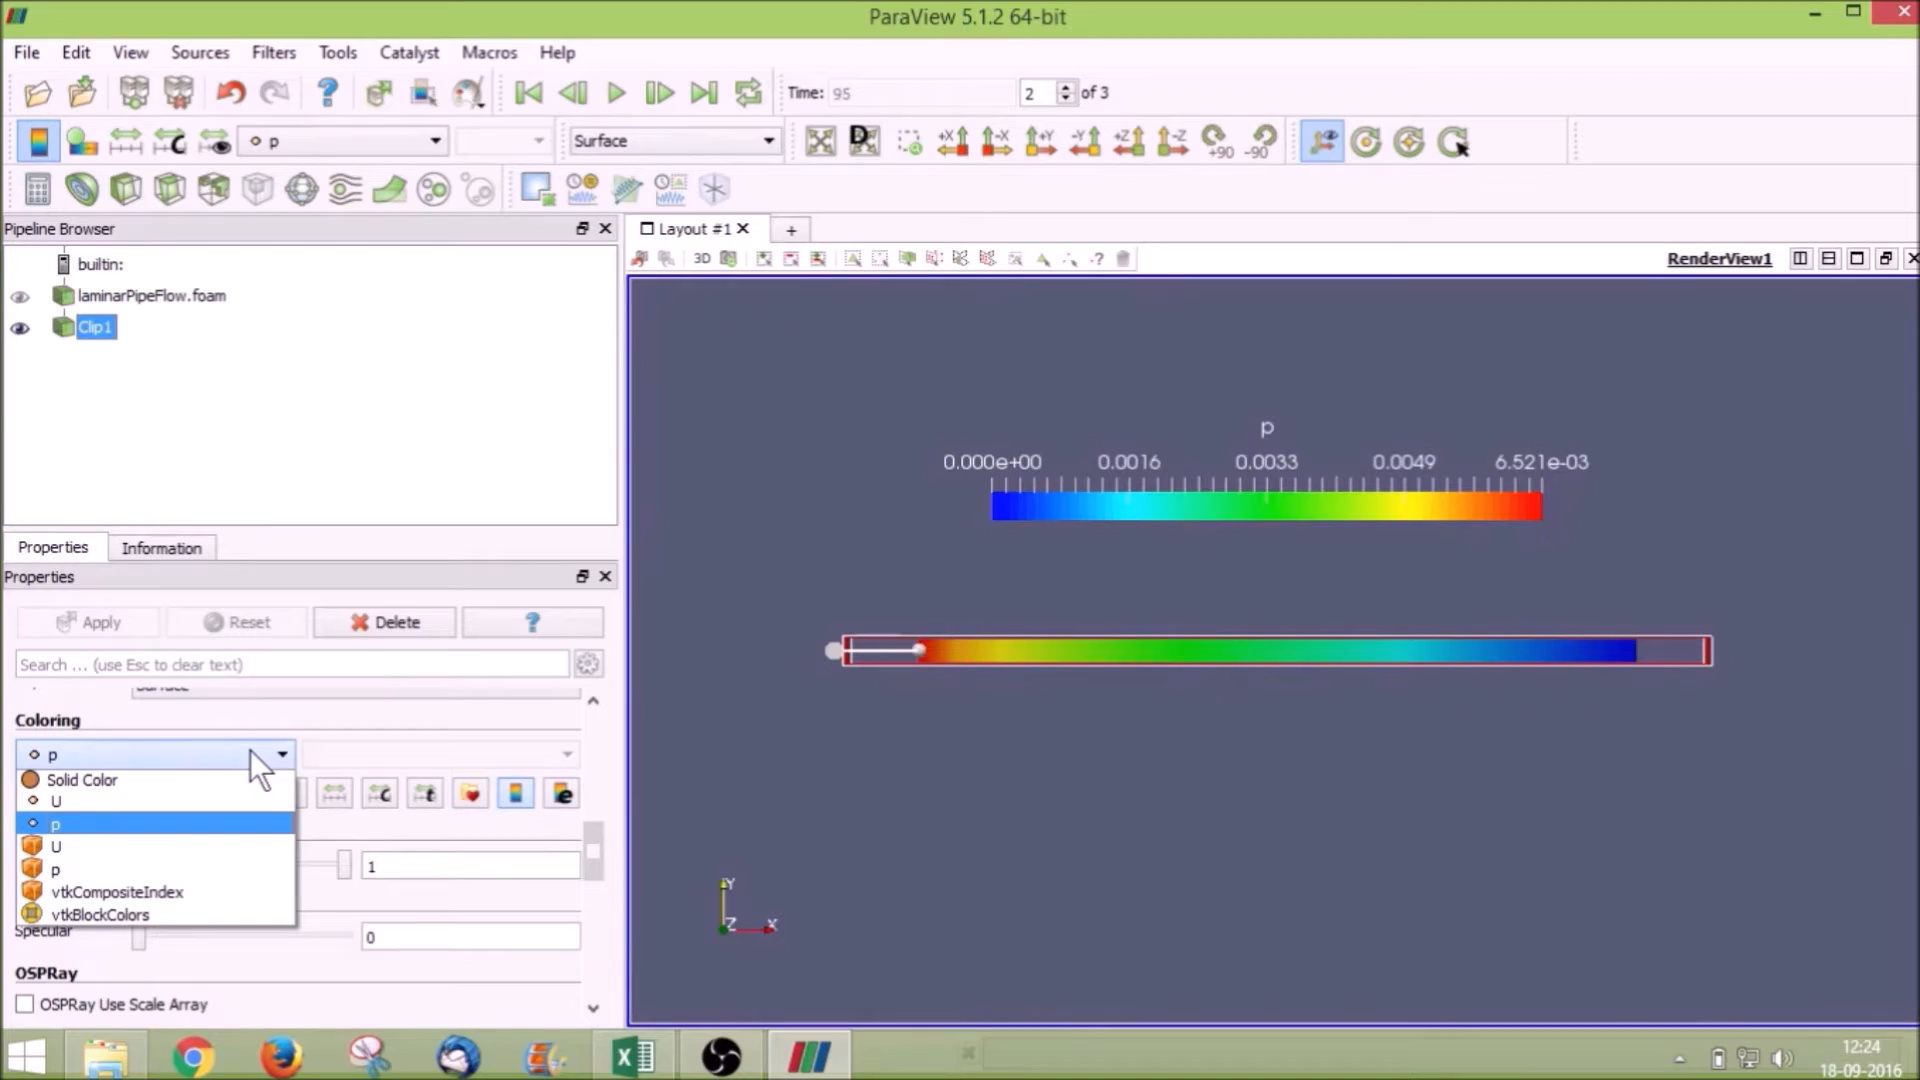 ParaView 5.1.2 64-bit
File Edit View Sources Filters Tools Catalyst Macros Help
Time: 95 2 of 3
p Surface +X -X +Y -Y +Z -Z +90 -90
Pipeline Browser
Layout #1
builtin:
3D
RenderView1
laminarPipeFlow.foam
Clip1
p
0.000e+00 0.0016 0.0033 0.0049 6.521e-03
Properties Information
Properties
Apply Reset Delete ?
Search ... (use Esc to clear text)
Surface
Coloring
p
Solid Color
U
p
U
p
1
vtkCompositeIndex
vtkBlockColors
Specular 0
OSPRay
OSPRay Use Scale Array
Y
Z X
12:24
18-09-2016